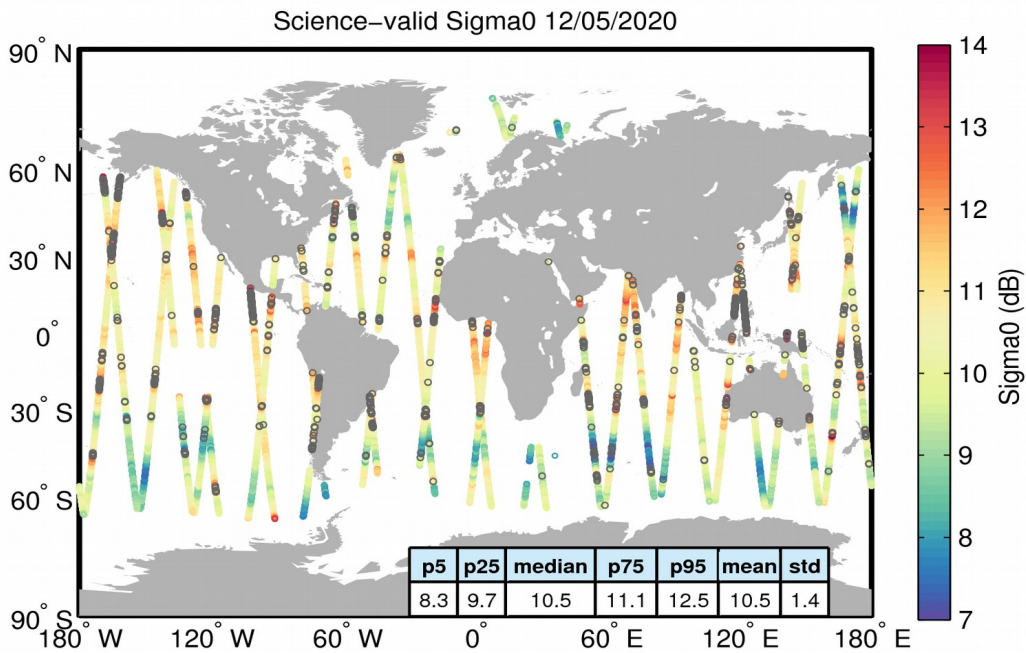 Science−valid Sigma0 12/05/2020
90° N
60° N
30° N
0°
30° S
60° S
90° S
180° W
120° W
60° W
0°
60° E
120° E
180° E
p5 p25 median p75 p95 mean std
8.3 9.7 10.5 11.1 12.5 10.5 1.4
14
13
12
11
10
9
8
7
Sigma0 (dB)